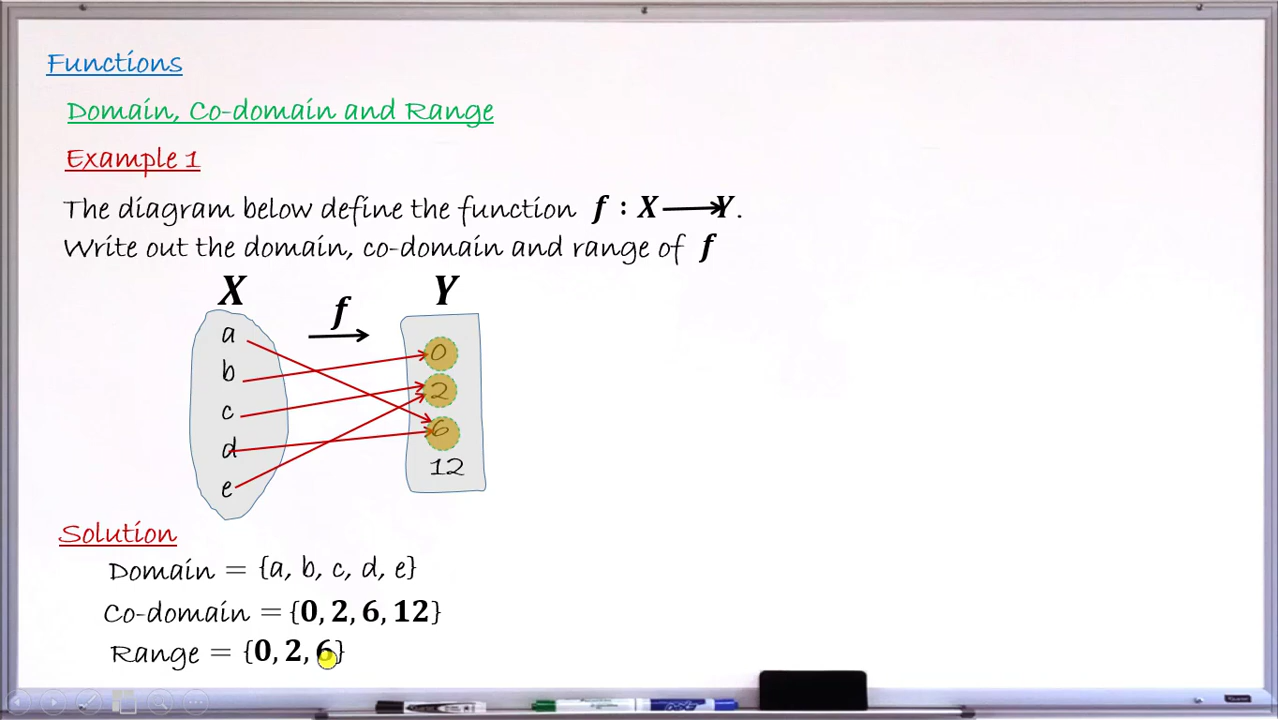 Functions
Domain, Co-domain and Range
Example 1
The diagram below define the function f : X ⟶ Y.
Write out the domain, co-domain and range of f
X f Y
a
b
c
d
e
0
2
6
12
Solution
Domain = {a, b, c, d, e}
Co-domain = {0, 2, 6, 12}
Range = {0, 2, 6}